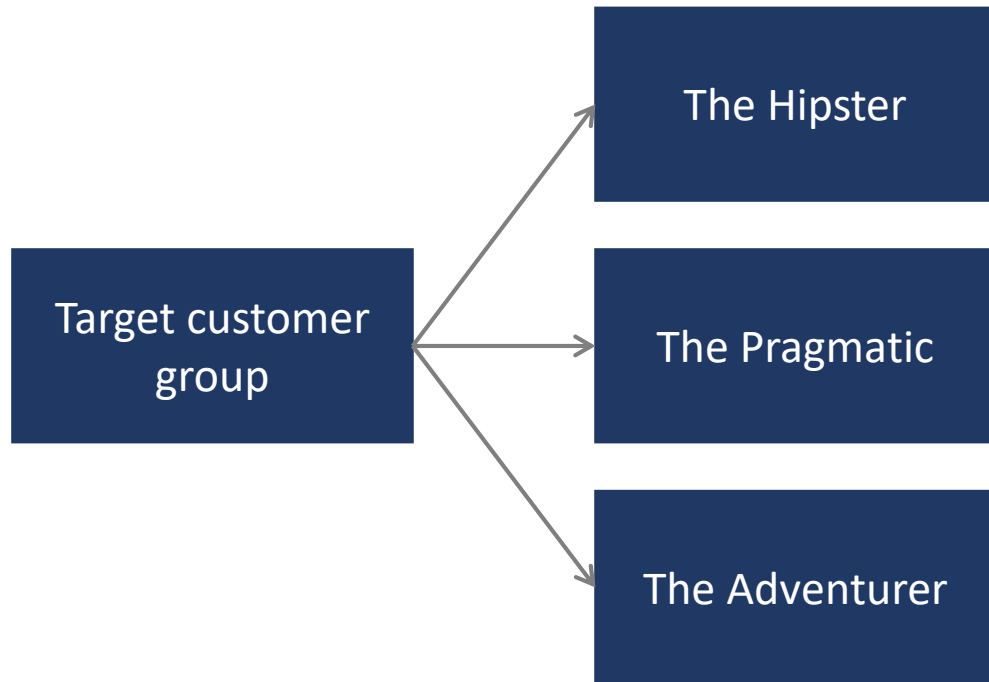 The Hipster
Target customer
group
The Pragmatic
The Adventurer